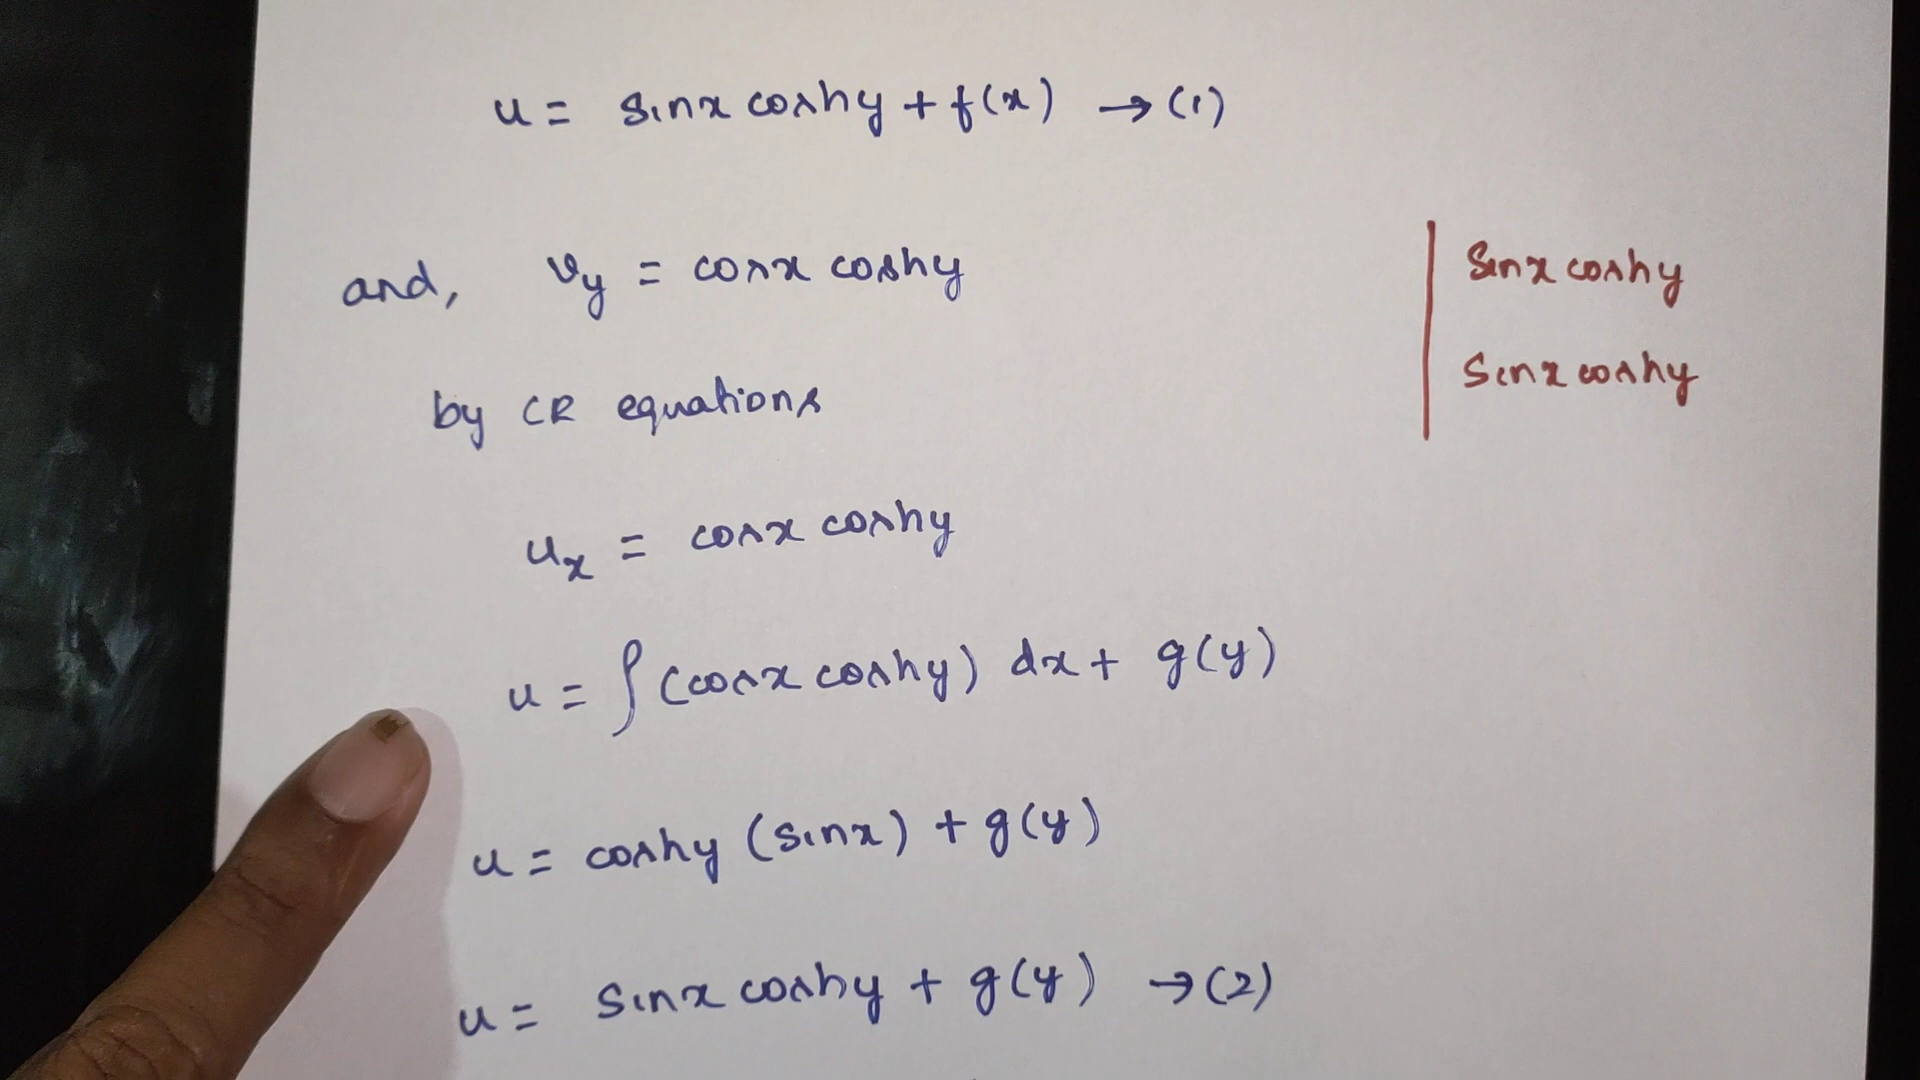 u = sinx coshy + f(x) → (1)
and, vy = cosx coshy
by CR equations
ux = cosx coshy
u = ∫ (cosx coshy) dx + g(y)
u = coshy (sinx) + g(y)
u = sinx coshy + g(y) → (2)
Sinx coshy
Sinx coshy